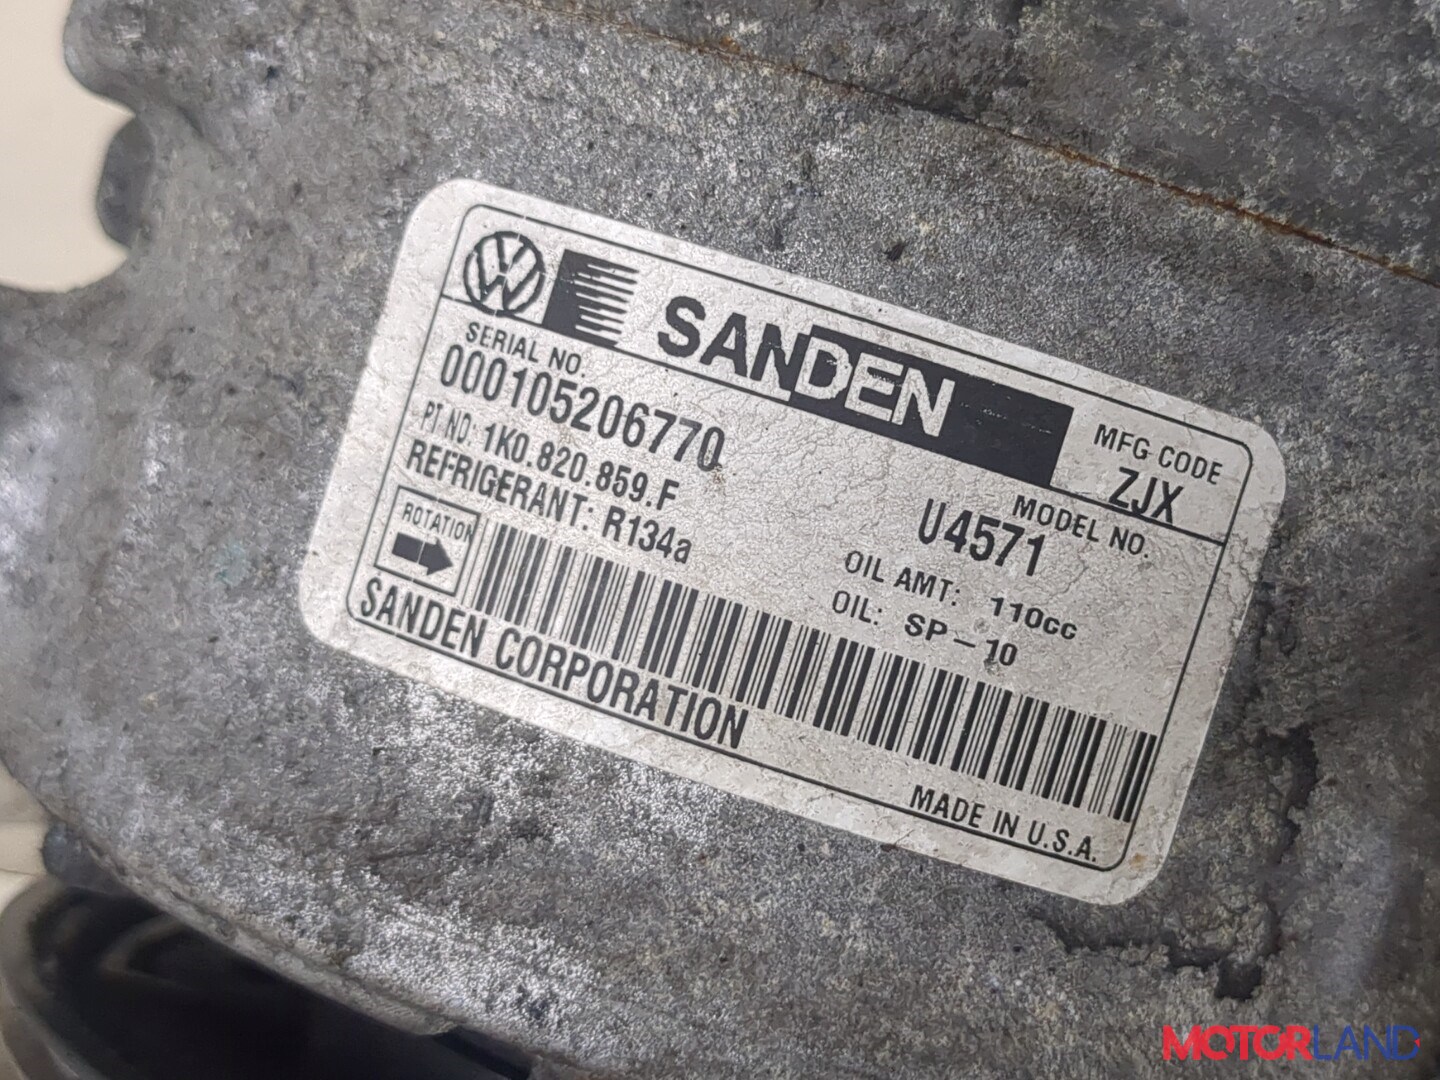 SANDEN
MFG CODE
ZJX
SERIAL NO.
000105206770
MODEL NO.
U4571
PT NO: 1K0.820.859.F
OIL AMT: 110cc
REFRIGERANT: R134a
OIL: SP-10
ROTATION
SANDEN CORPORATION
MADE IN U.S.A.
MOTORLAND